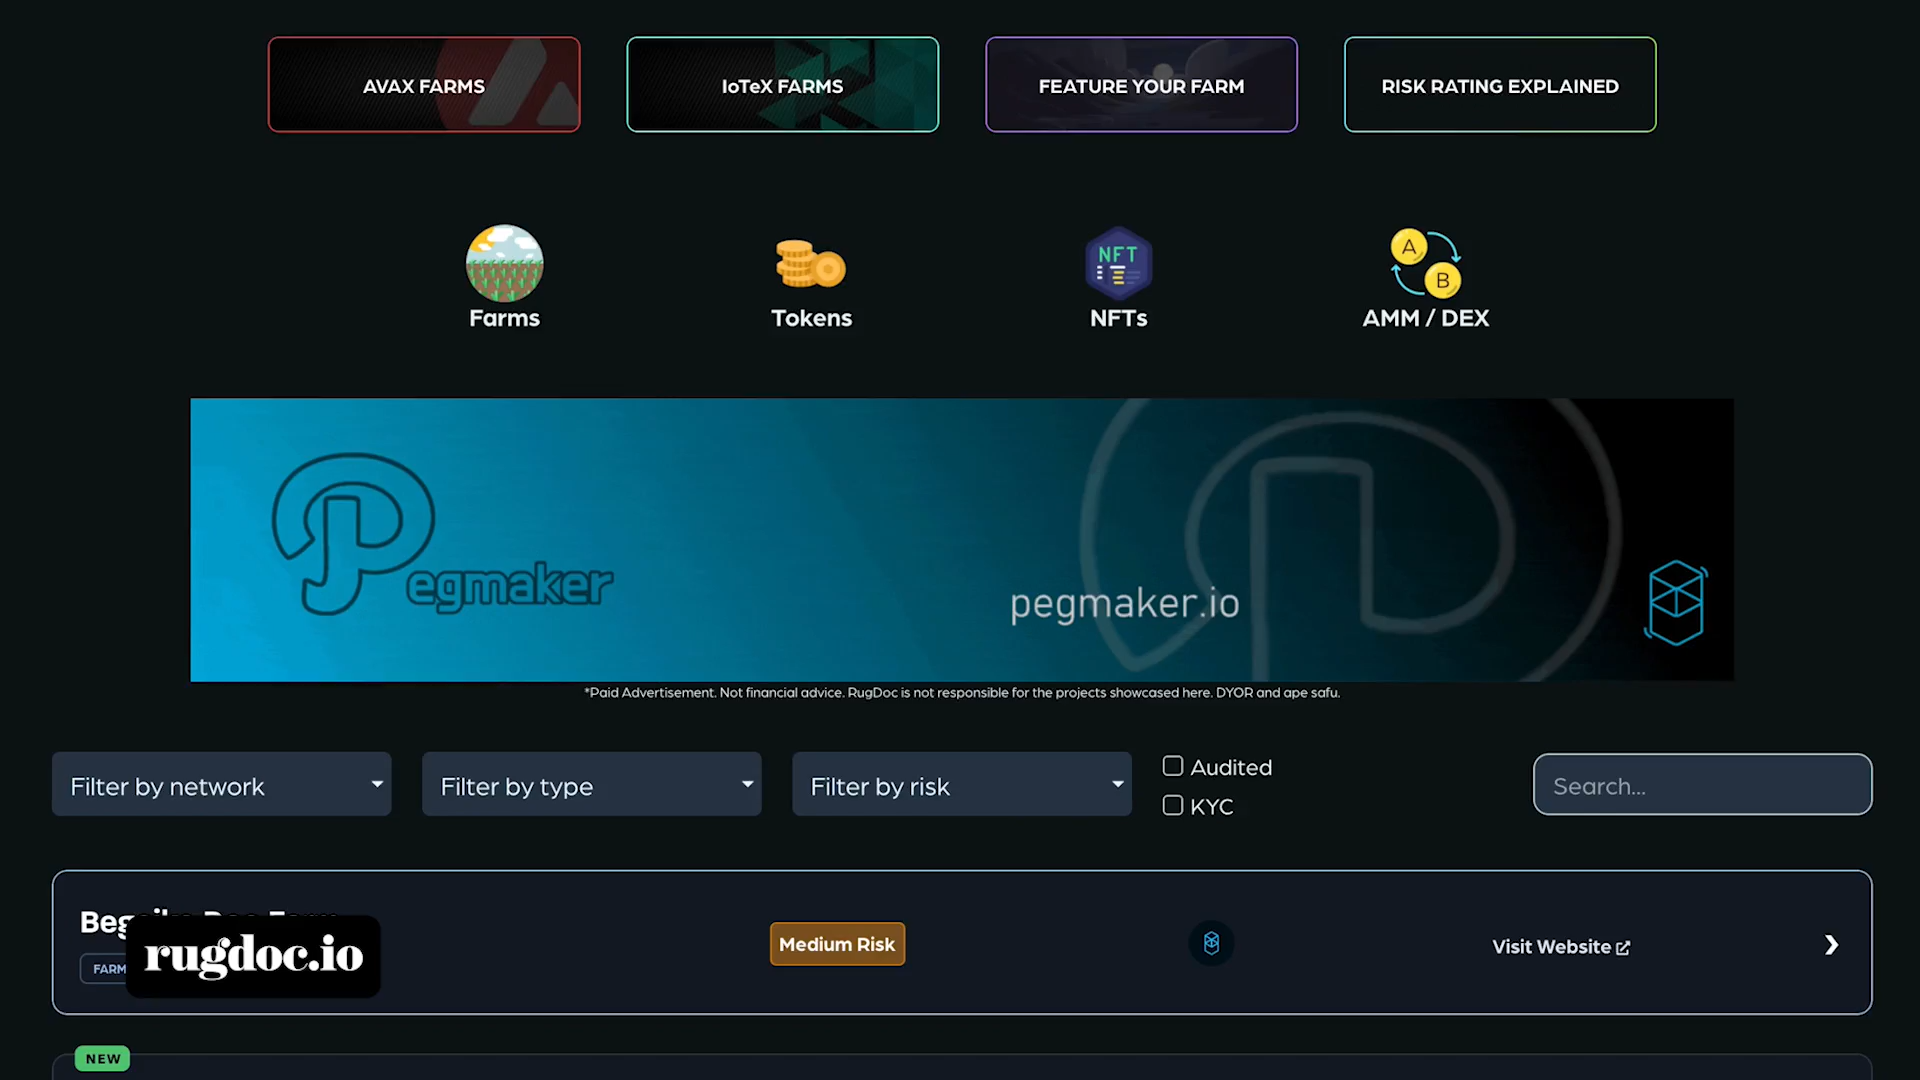 AVAX FARMS
IoTeX FARMS
FEATURE YOUR FARM
RISK RATING EXPLAINED
Farms
Tokens
NFT
NFTs
A
B
AMM / DEX
Pegmaker
pegmaker.io
*Paid Advertisement. Not financial advice. RugDoc is not responsible for the projects showcased here. DYOR and ape safu.
Filter by network
Filter by type
Filter by risk
Audited
KYC
Search...
FARM
rugdoc.io
Medium Risk
Visit Website
NEW